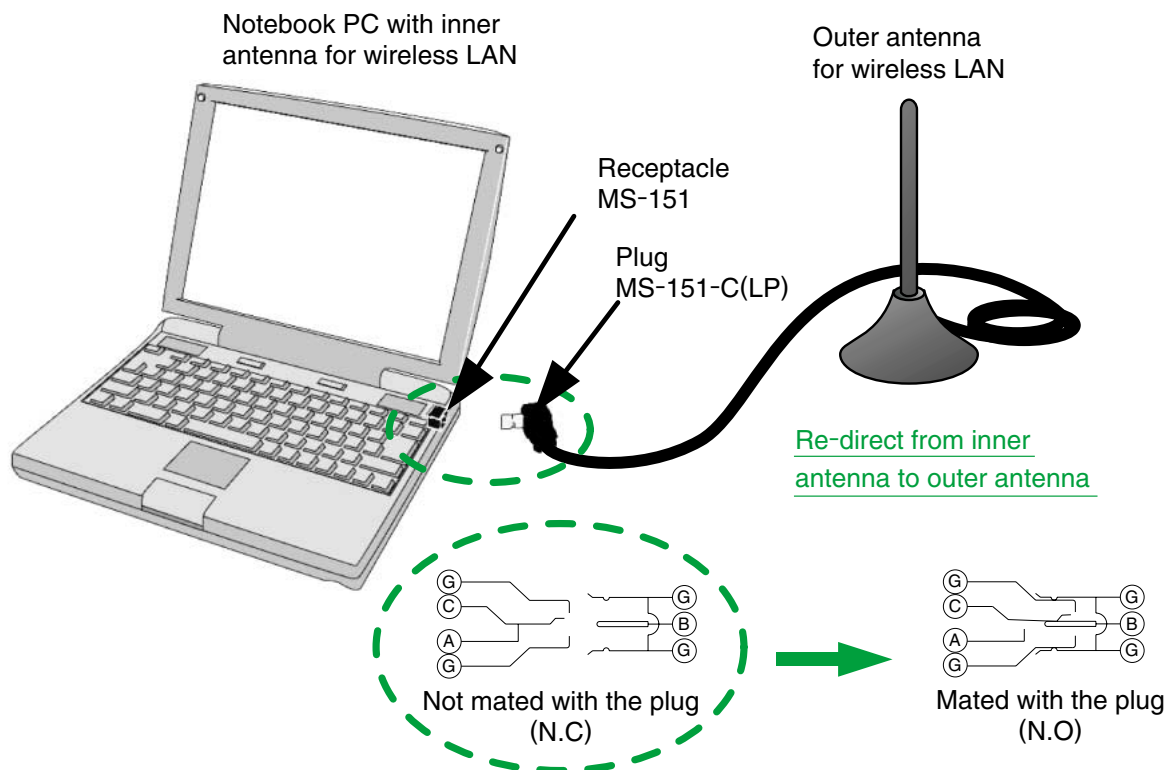 Notebook PC with inner
antenna for wireless LAN
Outer antenna
for wireless LAN
Receptacle
MS-151
Plug
MS-151-C(LP)
Re-direct from inner
antenna to outer antenna
G
C
A
G
G
B
G
Not mated with the plug
(N.C)
G
C
A
G
G
B
G
Mated with the plug
(N.O)